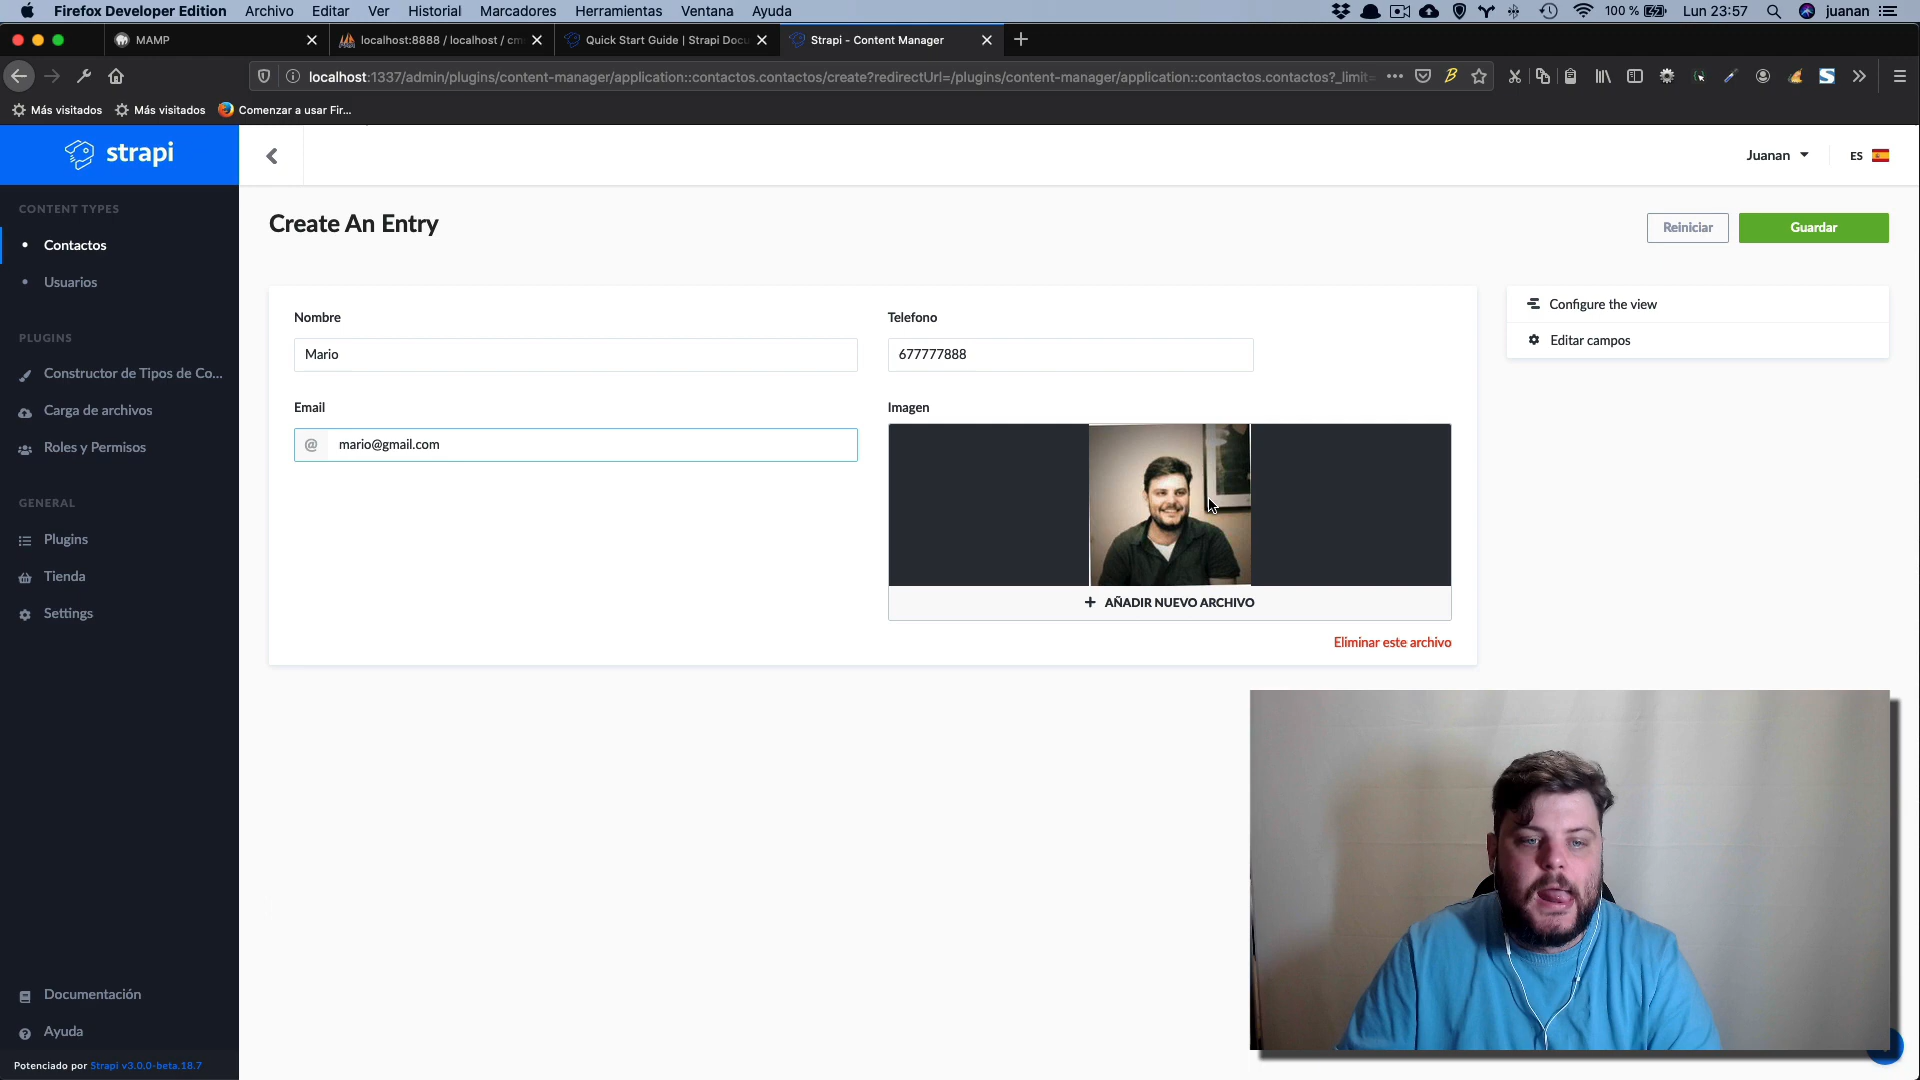 Firefox Developer Edition Archivo Editar Ver Historial Marcadores Herramientas Ventana Ayuda 100 % Lun 23:57 juanan
MAMP localhost:8888 / localhost / cm Quick Start Guide | Strapi Docu Strapi - Content Manager
localhost:1337/admin/plugins/content-manager/application::contactos.contactos/create?redirectUrl=/plugins/content-manager/application::contactos.contactos?_limit=
Más visitados Más visitados Comenzar a usar Fir...
strapi
Juanan ES
CONTENT TYPES
Contactos
Usuarios
PLUGINS
Constructor de Tipos de Co...
Carga de archivos
Roles y Permisos
GENERAL
Plugins
Tienda
Settings
Documentación
Ayuda
Potenciado por Strapi v3.0.0-beta.18.7
Create An Entry
Reiniciar Guardar
Nombre
Mario
Telefono
677777888
Email
@ mario@gmail.com
Imagen
+ AÑADIR NUEVO ARCHIVO
Eliminar este archivo
Configure the view
Editar campos